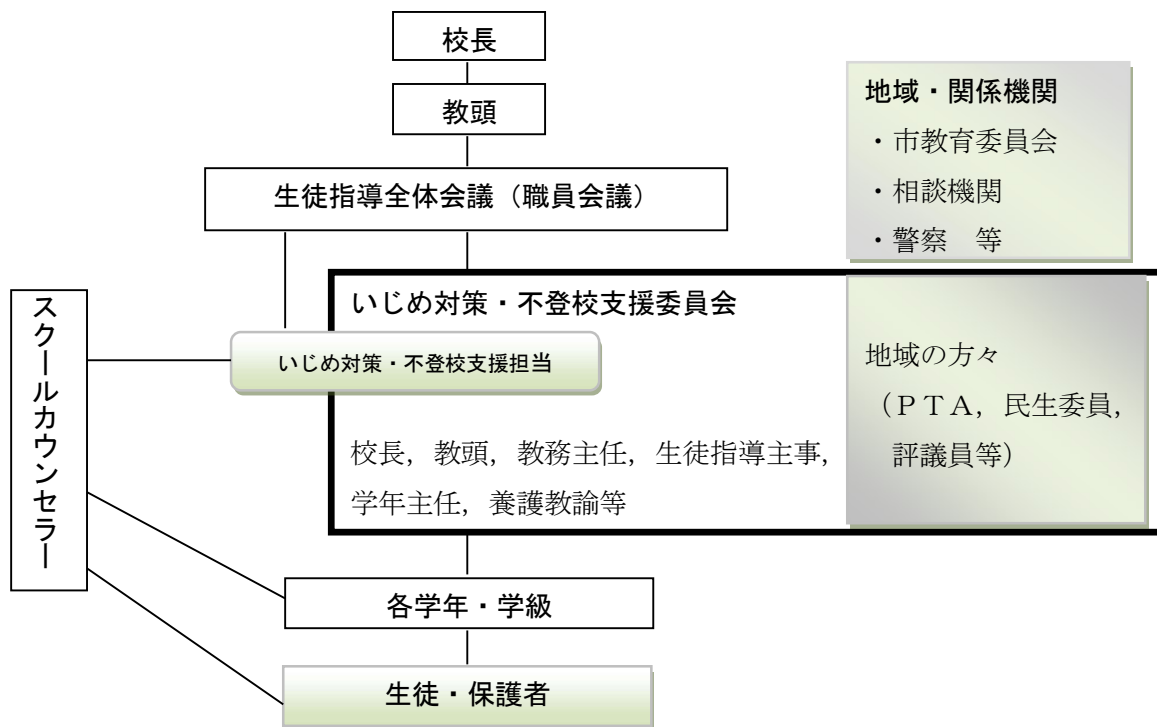 校長
教頭
生徒指導全体会議（職員会議）
地域・関係機関
・市教育委員会
・相談機関
・警察　等
スクールカウンセラー
いじめ対策・不登校支援委員会
いじめ対策・不登校支援担当
校長，教頭，教務主任，生徒指導主事，
学年主任，養護教諭等
地域の方々
（ＰＴＡ，民生委員，
評議員等）
各学年・学級
生徒・保護者